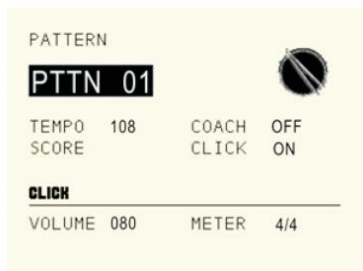 PATTERN
PTTN 01
TEMPO 108 COACH OFF
SCORE CLICK ON
CLICK
VOLUME 080 METER 4/4